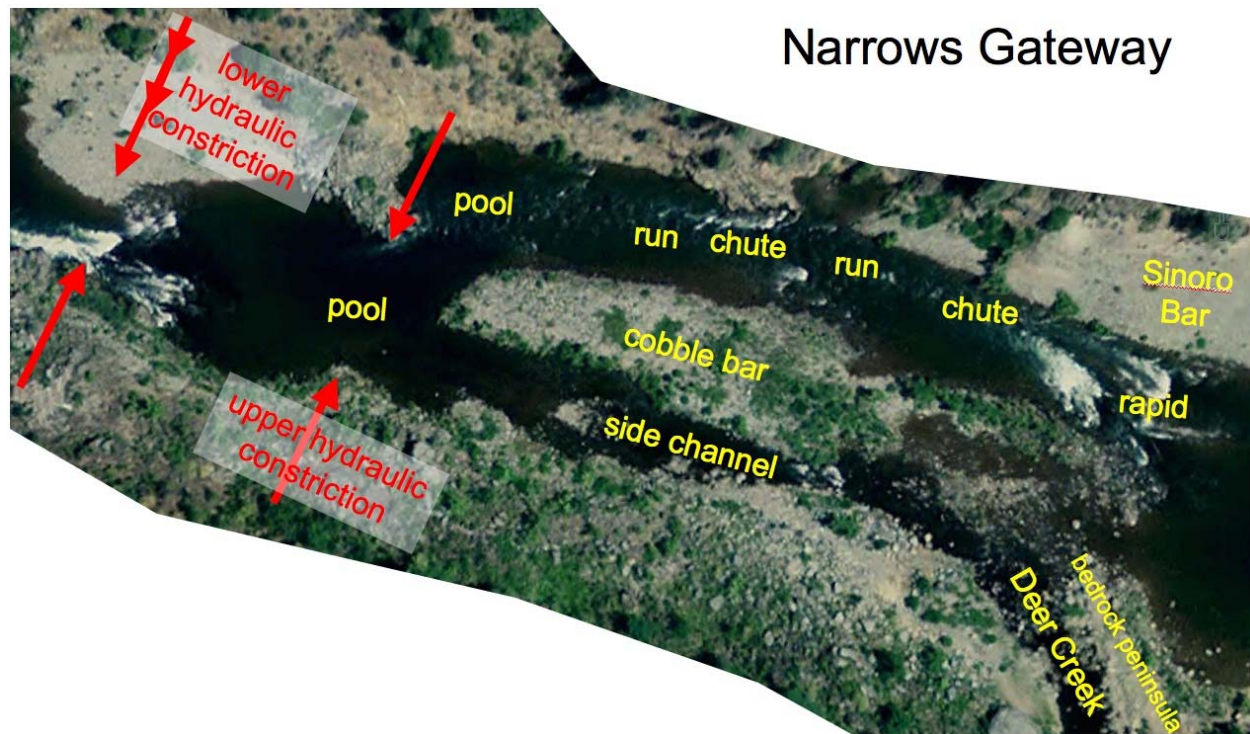 Narrows Gateway
lower
hydraulic
constriction
pool
run
chute
run
Sinoro
Bar
chute
pool
cobble bar
rapid
upper hydraulic
constriction
side channel
Deer Creek
bedrock peninsula